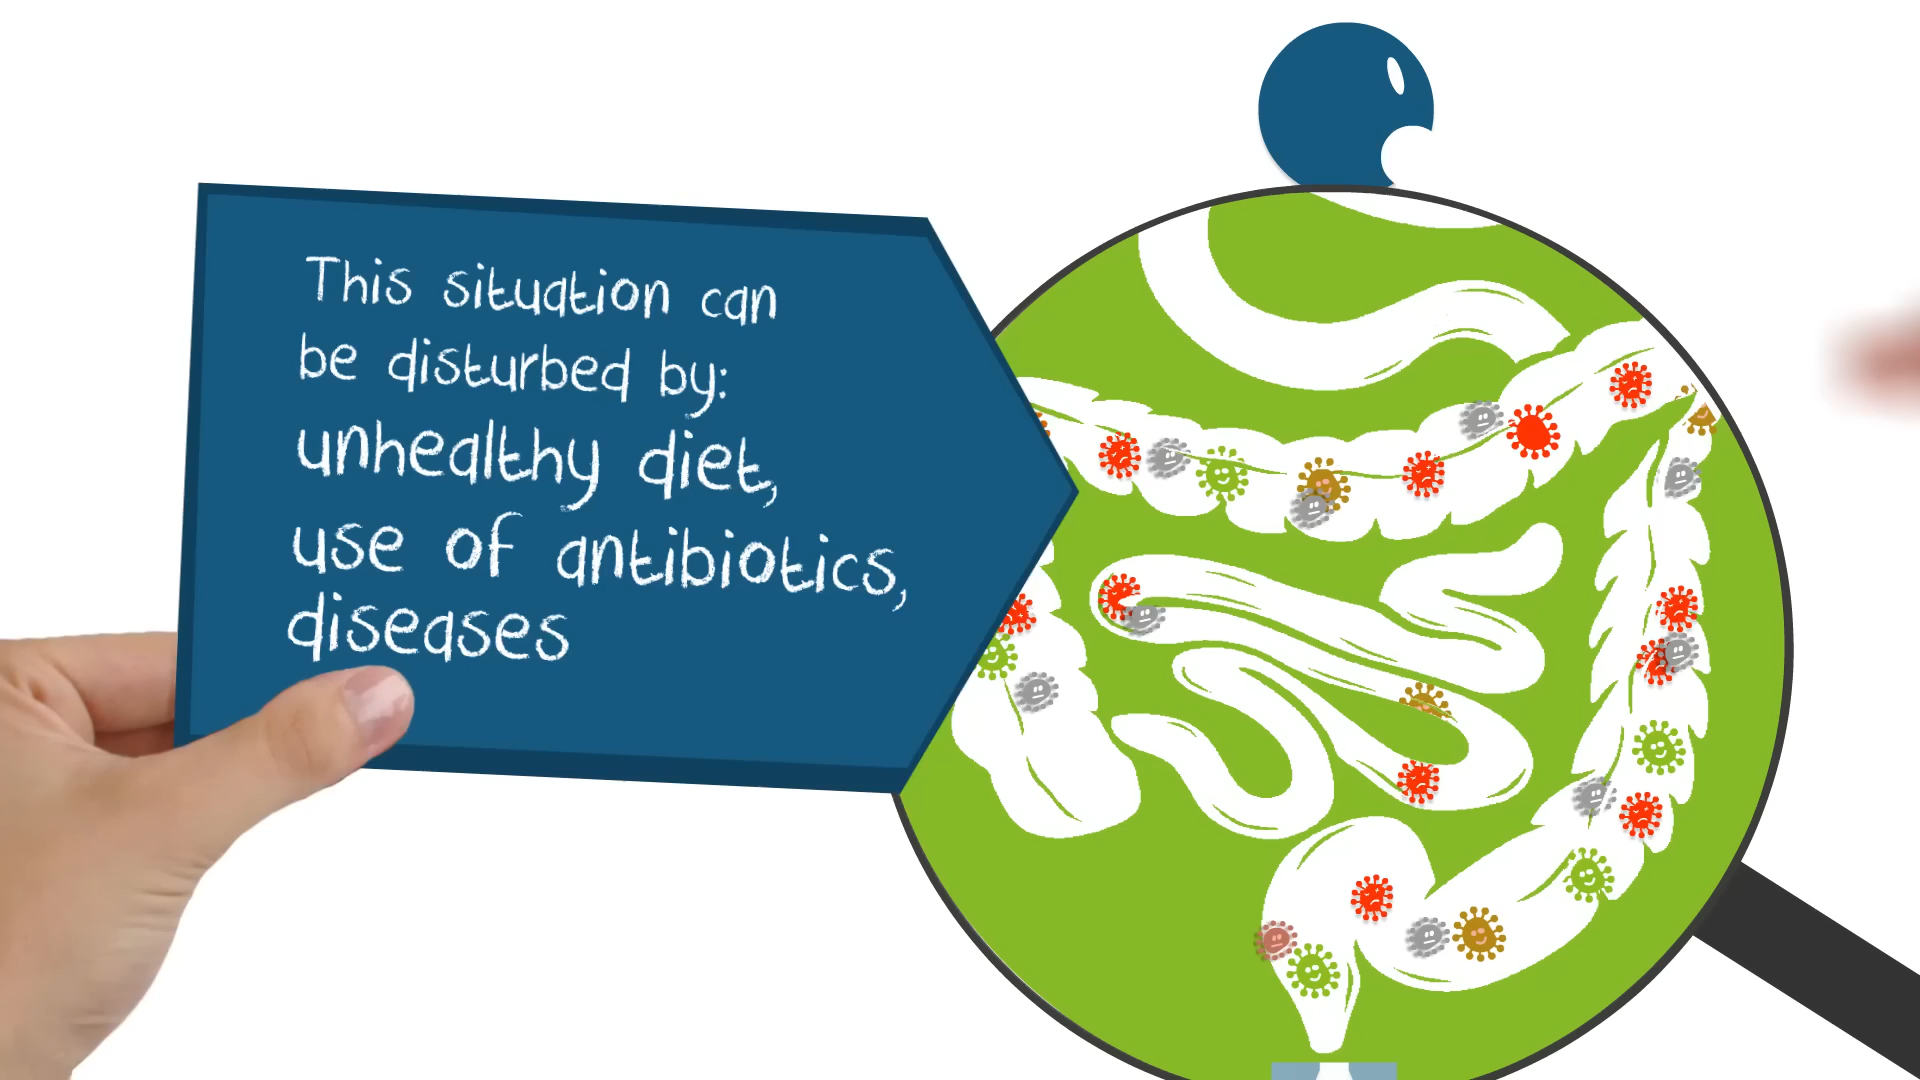 This situation can
be disturbed by:
unhealthy diet,
use of antibiotics,
diseases